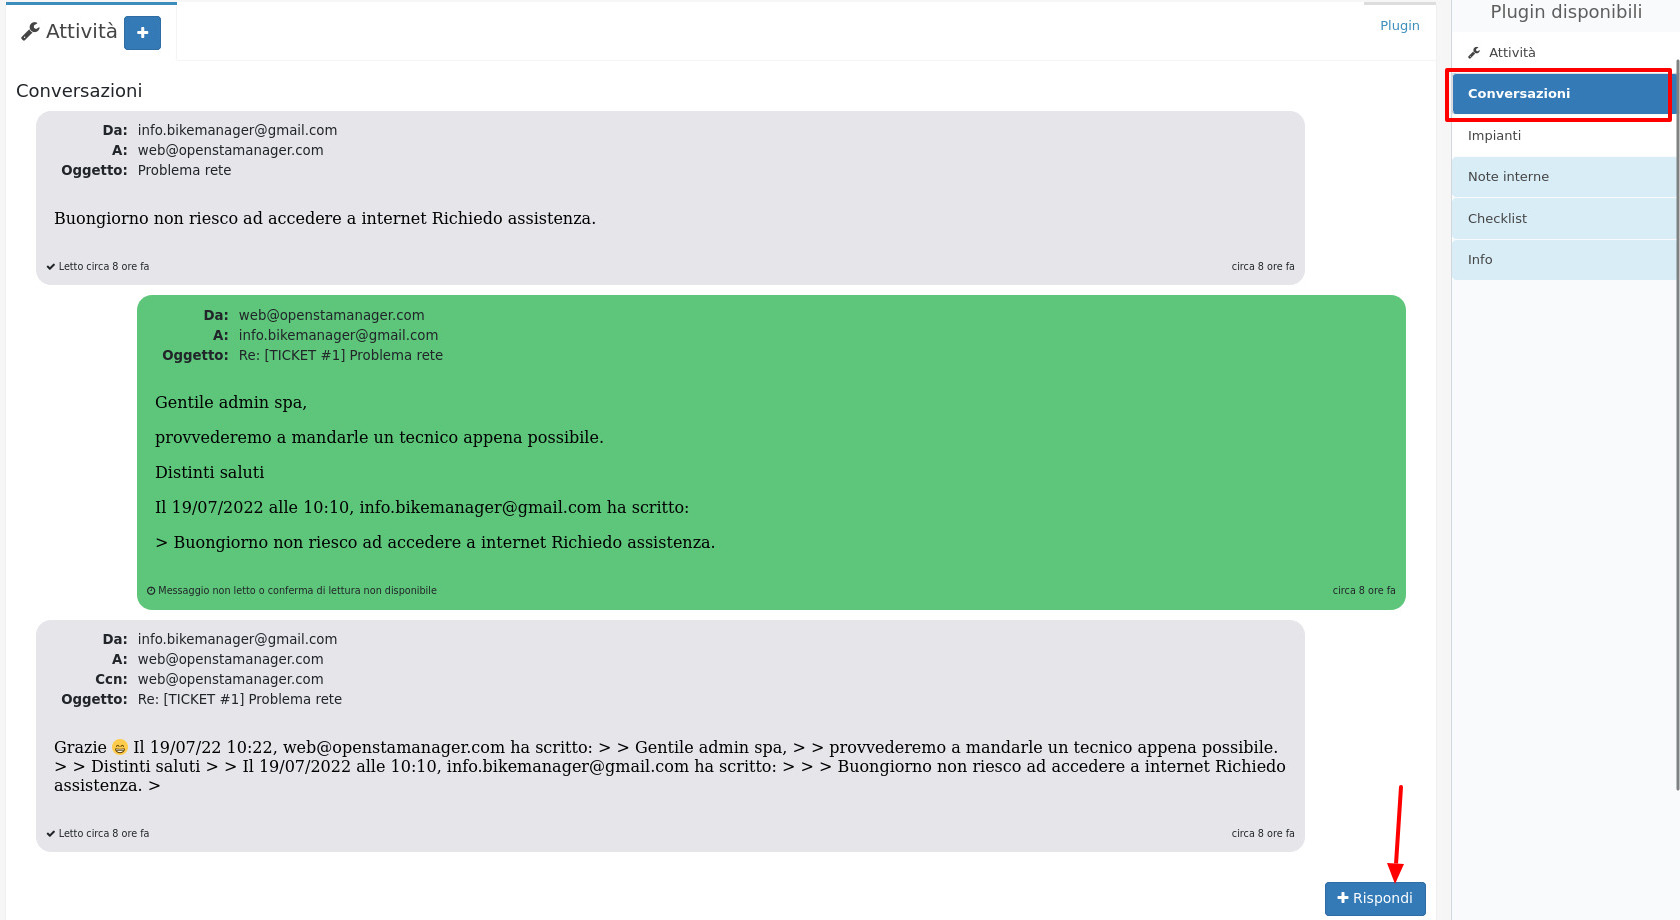 Attività
Plugin
Conversazioni
Da: info.bikemanager@gmail.com
A: web@openstamanager.com
Oggetto: Problema rete
Buongiorno non riesco ad accedere a internet Richiedo assistenza.
Letto circa 8 ore fa
circa 8 ore fa
Da: web@openstamanager.com
A: info.bikemanager@gmail.com
Oggetto: Re: [TICKET #1] Problema rete
Gentile admin spa,
provvederemo a mandarle un tecnico appena possibile.
Distinti saluti
Il 19/07/2022 alle 10:10, info.bikemanager@gmail.com ha scritto:
> Buongiorno non riesco ad accedere a internet Richiedo assistenza.
Messaggio non letto o conferma di lettura non disponibile
circa 8 ore fa
Da: info.bikemanager@gmail.com
A: web@openstamanager.com
Ccn: web@openstamanager.com
Oggetto: Re: [TICKET #1] Problema rete
Grazie 😄 Il 19/07/22 10:22, web@openstamanager.com ha scritto: > > Gentile admin spa, > > provvederemo a mandarle un tecnico appena possibile.
> > Distinti saluti > > Il 19/07/2022 alle 10:10, info.bikemanager@gmail.com ha scritto: > > > Buongiorno non riesco ad accedere a internet Richiedo
assistenza. >
Letto circa 8 ore fa
circa 8 ore fa
Rispondi
Plugin disponibili
Attività
Conversazioni
Impianti
Note interne
Checklist
Info